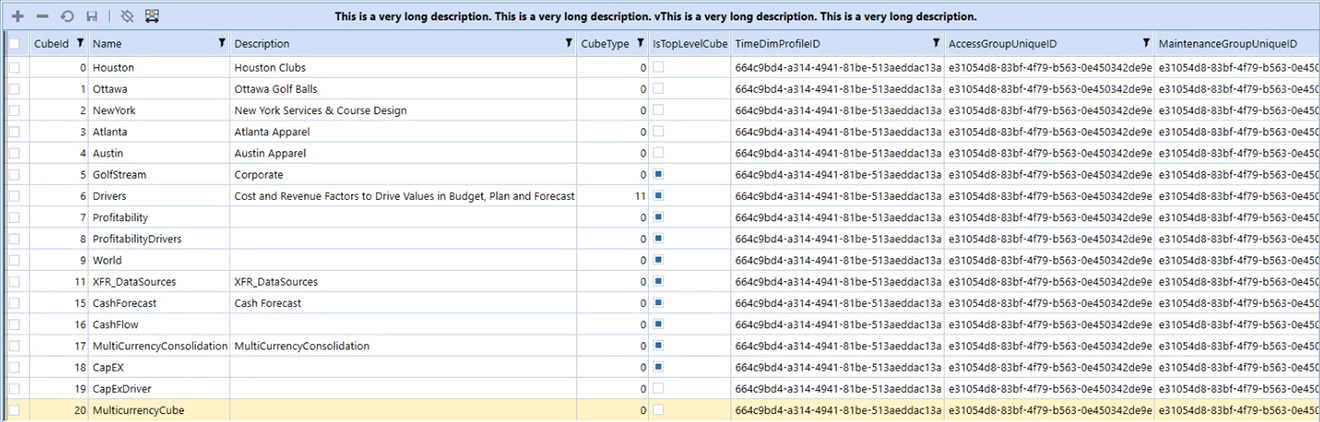 This is a very long description. This is a very long description. vThis is a very long description. This is a very long description.
CubeId Name Description CubeType IsTopLevelCube TimeDimProfileID AccessGroupUniqueID MaintenanceGroupUniqueID
0 Houston Houston Clubs 0 664c9bd4-a314-4941-81be-513aeddac13a e31054d8-83bf-4f79-b563-0e450342de9e e31054d8-83bf-4f79-b563-0e450
1 Ottawa Ottawa Golf Balls 0 664c9bd4-a314-4941-81be-513aeddac13a e31054d8-83bf-4f79-b563-0e450342de9e e31054d8-83bf-4f79-b563-0e450
2 NewYork New York Services & Course Design 0 664c9bd4-a314-4941-81be-513aeddac13a e31054d8-83bf-4f79-b563-0e450342de9e e31054d8-83bf-4f79-b563-0e450
3 Atlanta Atlanta Apparel 0 664c9bd4-a314-4941-81be-513aeddac13a e31054d8-83bf-4f79-b563-0e450342de9e e31054d8-83bf-4f79-b563-0e450
4 Austin Austin Apparel 0 664c9bd4-a314-4941-81be-513aeddac13a e31054d8-83bf-4f79-b563-0e450342de9e e31054d8-83bf-4f79-b563-0e450
5 GolfStream Corporate 0 664c9bd4-a314-4941-81be-513aeddac13a e31054d8-83bf-4f79-b563-0e450342de9e e31054d8-83bf-4f79-b563-0e450
6 Drivers Cost and Revenue Factors to Drive Values in Budget, Plan and Forecast 11 664c9bd4-a314-4941-81be-513aeddac13a e31054d8-83bf-4f79-b563-0e450342de9e e31054d8-83bf-4f79-b563-0e450
7 Profitability 0 664c9bd4-a314-4941-81be-513aeddac13a e31054d8-83bf-4f79-b563-0e450342de9e e31054d8-83bf-4f79-b563-0e450
8 ProfitabilityDrivers 0 664c9bd4-a314-4941-81be-513aeddac13a e31054d8-83bf-4f79-b563-0e450342de9e e31054d8-83bf-4f79-b563-0e450
9 World 0 664c9bd4-a314-4941-81be-513aeddac13a e31054d8-83bf-4f79-b563-0e450342de9e e31054d8-83bf-4f79-b563-0e450
11 XFR_DataSources XFR_DataSources 0 664c9bd4-a314-4941-81be-513aeddac13a e31054d8-83bf-4f79-b563-0e450342de9e e31054d8-83bf-4f79-b563-0e450
15 CashForecast Cash Forecast 0 664c9bd4-a314-4941-81be-513aeddac13a e31054d8-83bf-4f79-b563-0e450342de9e e31054d8-83bf-4f79-b563-0e450
16 CashFlow 0 664c9bd4-a314-4941-81be-513aeddac13a e31054d8-83bf-4f79-b563-0e450342de9e e31054d8-83bf-4f79-b563-0e450
17 MultiCurrencyConsolidation MultiCurrencyConsolidation 0 664c9bd4-a314-4941-81be-513aeddac13a e31054d8-83bf-4f79-b563-0e450342de9e e31054d8-83bf-4f79-b563-0e450
18 CapEX 0 664c9bd4-a314-4941-81be-513aeddac13a e31054d8-83bf-4f79-b563-0e450342de9e e31054d8-83bf-4f79-b563-0e450
19 CapExDriver 0 664c9bd4-a314-4941-81be-513aeddac13a e31054d8-83bf-4f79-b563-0e450342de9e e31054d8-83bf-4f79-b563-0e450
20 MulticurrencyCube 0 664c9bd4-a314-4941-81be-513aeddac13a e31054d8-83bf-4f79-b563-0e450342de9e e31054d8-83bf-4f79-b563-0e450